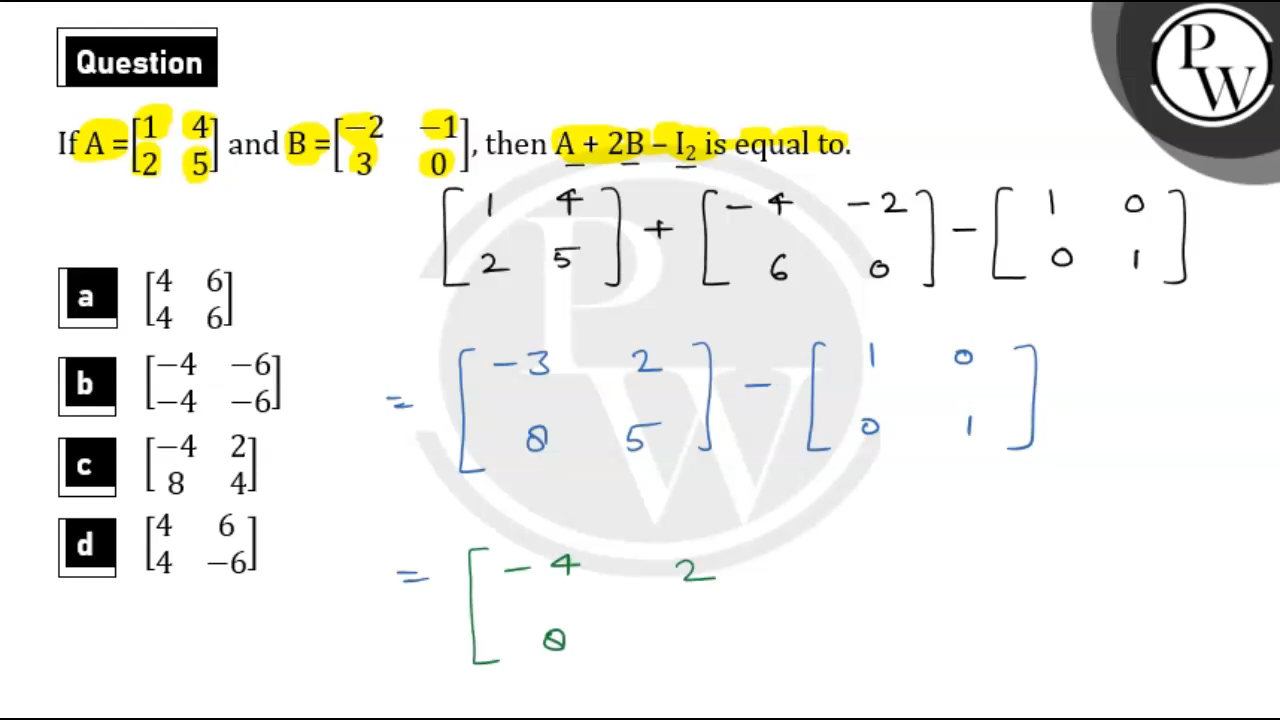 Question
P
W
If A = [1 4; 2 5] and B = [−2 −1; 3 0], then A + 2B − I₂ is equal to.
[1 4; 2 5] + [-4 -2; 6 0] - [1 0; 0 1]
a [4 6; 4 6]
b [−4 −6; −4 −6]
= [-3 2; 8 5] - [1 0; 0 1]
c [−4 2; 8 4]
d [4 6; 4 −6]
= [-4 2; 8